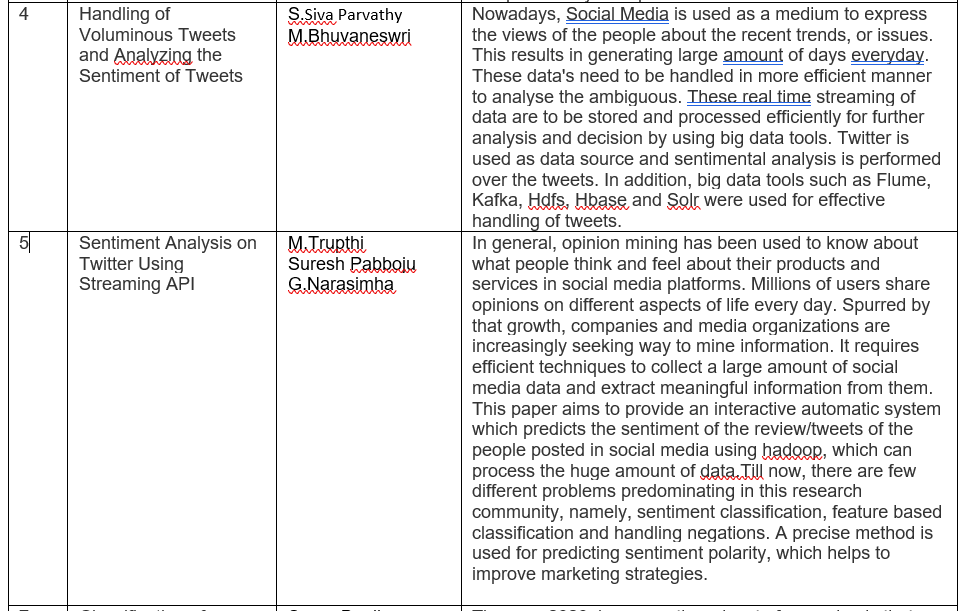 4
Handling of
Voluminous Tweets
and Analyzing the
Sentiment of Tweets
S.Siva Parvathy
M.Bhuvaneswri
Nowadays, Social Media is used as a medium to express
the views of the people about the recent trends, or issues.
This results in generating large amount of days everyday.
These data's need to be handled in more efficient manner
to analyse the ambiguous. These real time streaming of
data are to be stored and processed efficiently for further
analysis and decision by using big data tools. Twitter is
used as data source and sentimental analysis is performed
over the tweets. In addition, big data tools such as Flume,
Kafka, Hdfs, Hbase and Solr were used for effective
handling of tweets.
5
Sentiment Analysis on
Twitter Using
Streaming API
M.Trupthi
Suresh Pabboju
G.Narasimha
In general, opinion mining has been used to know about
what people think and feel about their products and
services in social media platforms. Millions of users share
opinions on different aspects of life every day. Spurred by
that growth, companies and media organizations are
increasingly seeking way to mine information. It requires
efficient techniques to collect a large amount of social
media data and extract meaningful information from them.
This paper aims to provide an interactive automatic system
which predicts the sentiment of the review/tweets of the
people posted in social media using hadoop, which can
process the huge amount of data.Till now, there are few
different problems predominating in this research
community, namely, sentiment classification, feature based
classification and handling negations. A precise method is
used for predicting sentiment polarity, which helps to
improve marketing strategies.